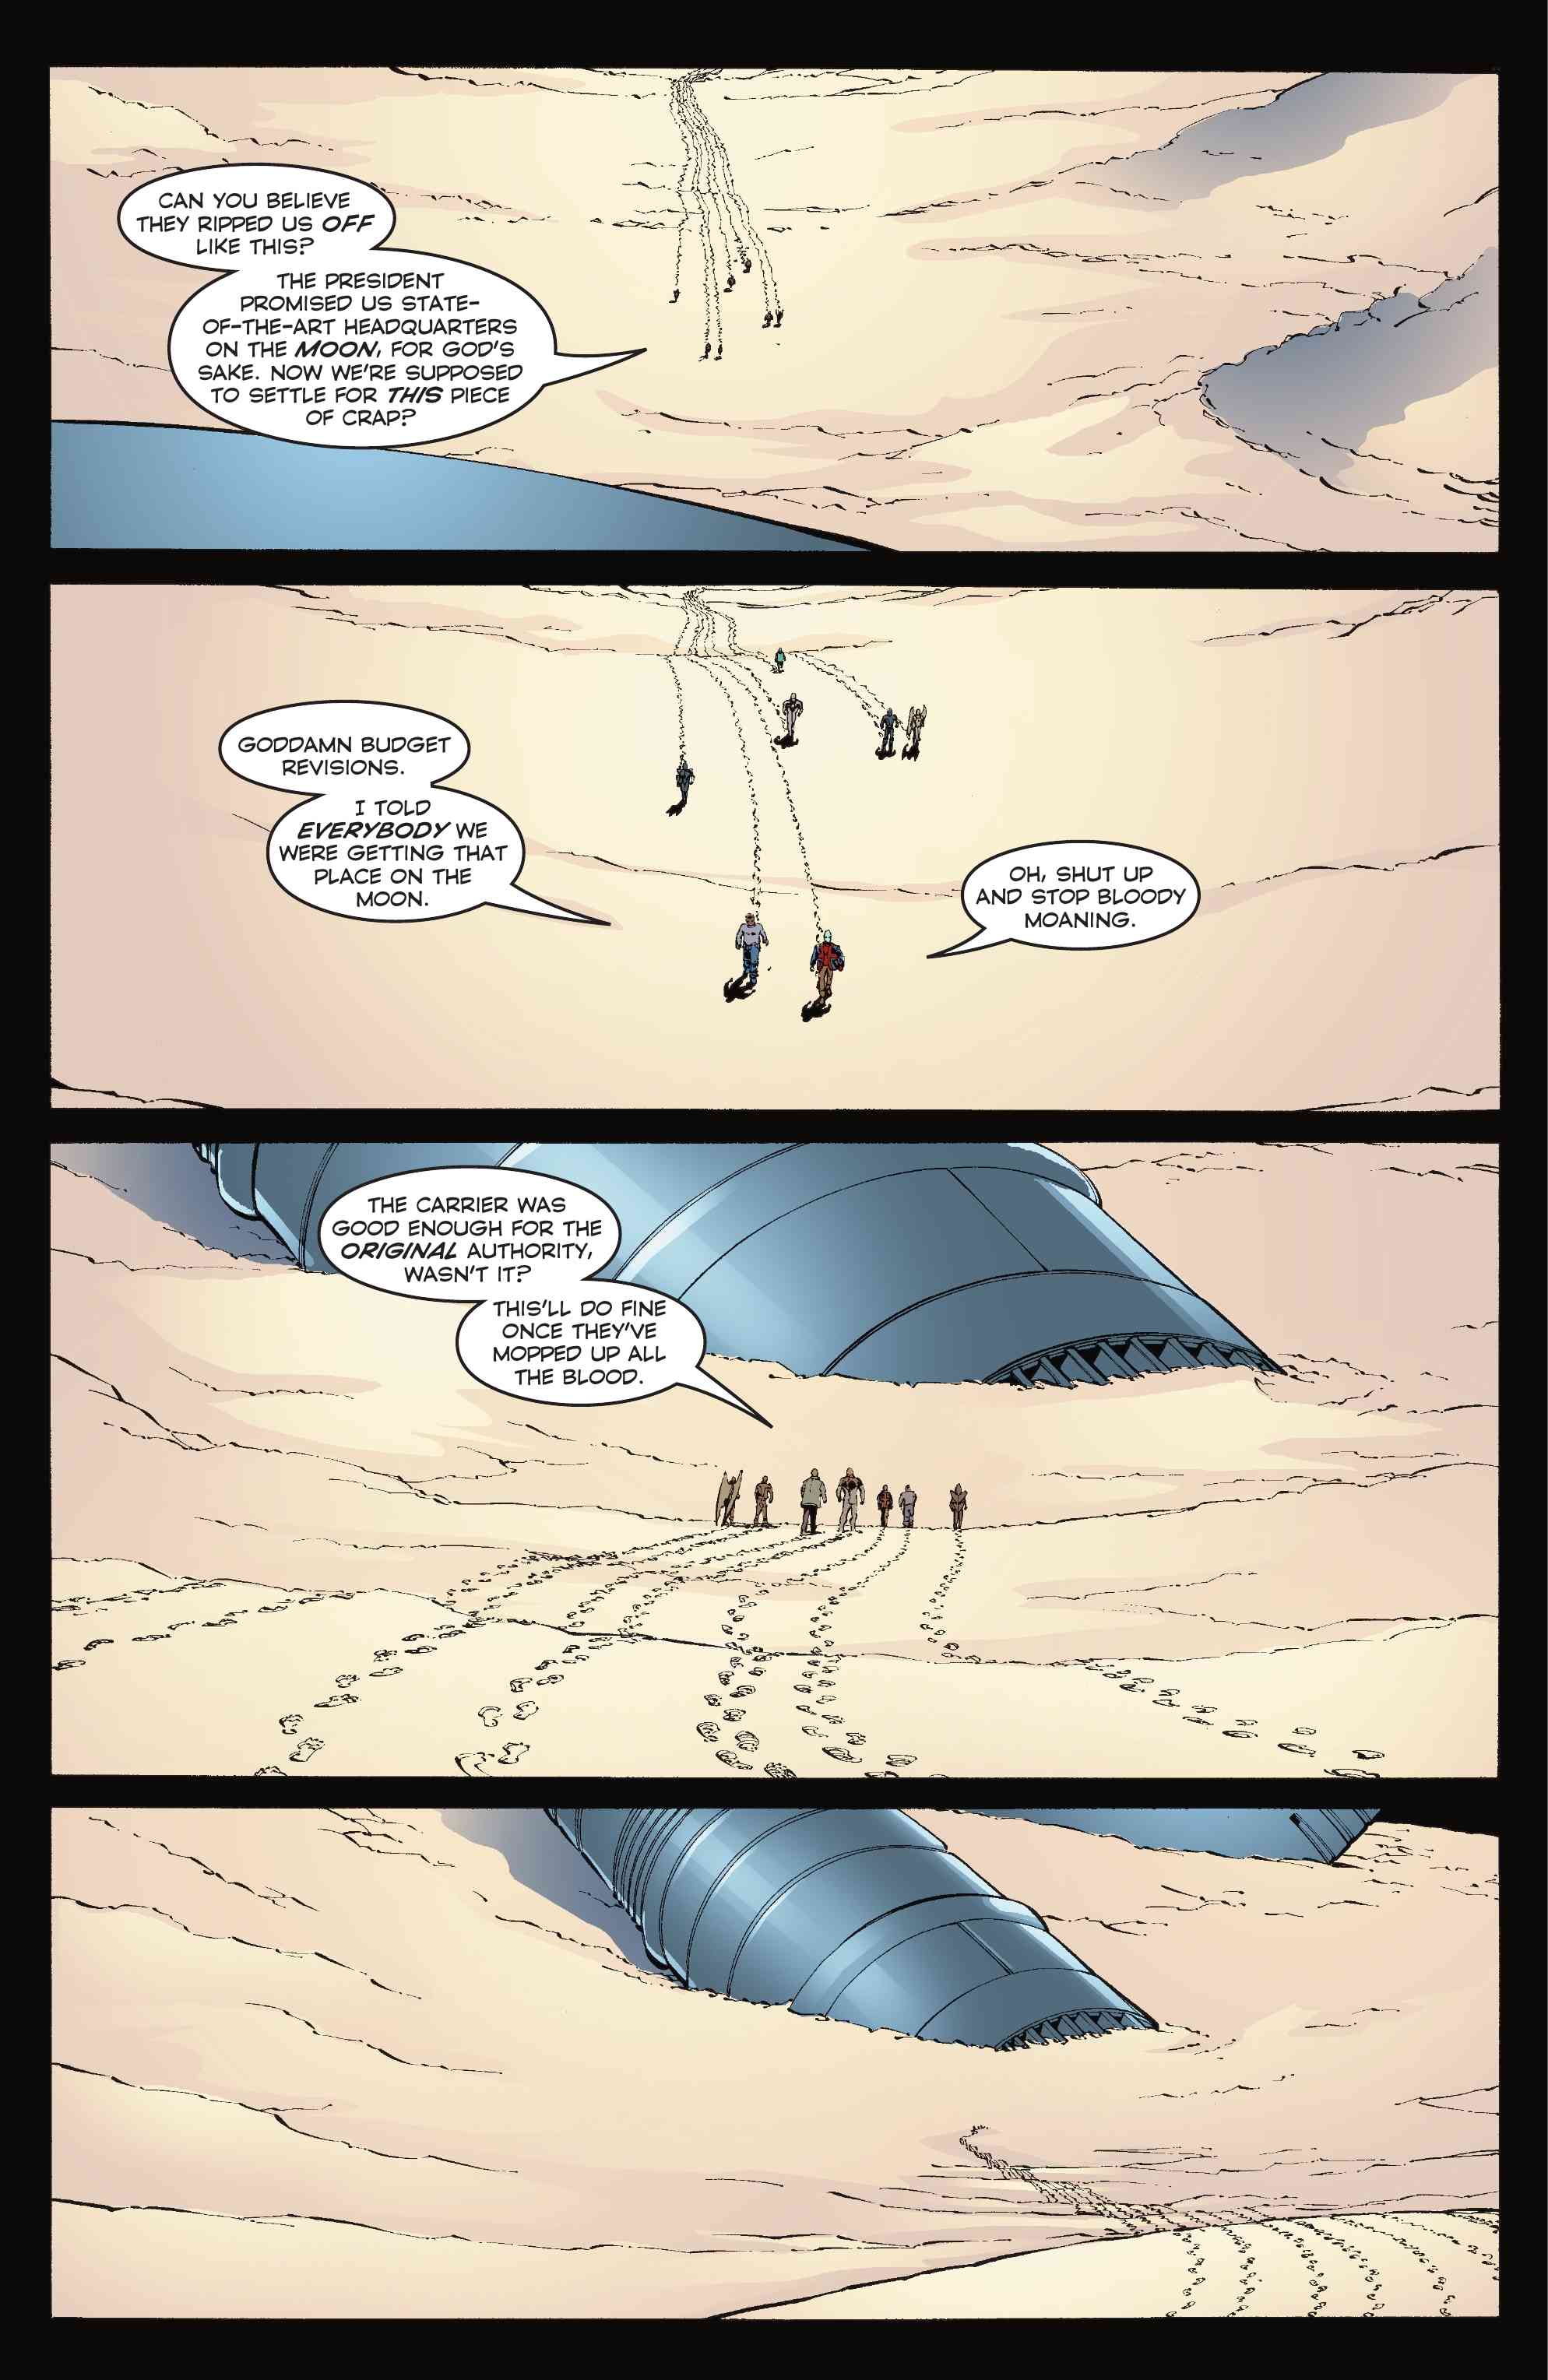 CAN YOU BELIEVE
THEY RIPPED US OFF
LIKE THIS?
THE PRESIDENT
PROMISED US STATE-
OF-THE-ART HEADQUARTERS
ON THE MOON, FOR GOD'S
SAKE. NOW WE'RE SUPPOSED
TO SETTLE FOR THIS PIECE
OF CRAP?
GODDAMN BUDGET
REVISIONS.
I TOLD
EVERYBODY WE
WERE GETTING THAT
PLACE ON THE
MOON.
OH, SHUT UP
AND STOP BLOODY
MOANING.
THE CARRIER WAS
GOOD ENOUGH FOR THE
ORIGINAL AUTHORITY,
WASN'T IT?
THIS'LL DO FINE
ONCE THEY'VE
MOPPED UP ALL
THE BLOOD.